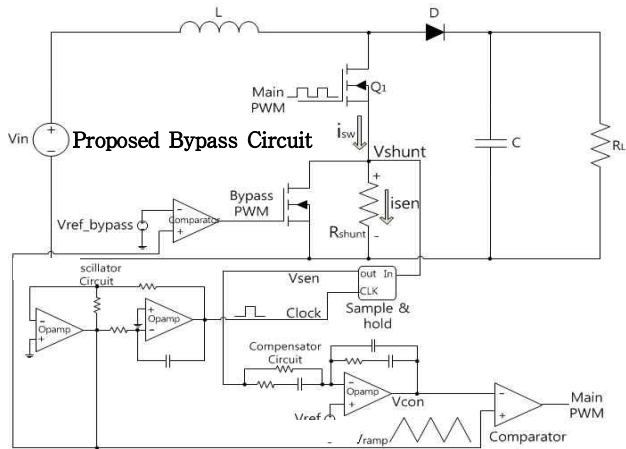 L
D
Main
PWM
Q1
isw
Vin
Proposed Bypass Circuit
Vshunt
C
RL
Bypass
PWM
isen
Vref_bypass
Comparator
Rshunt
scillator
Circuit
Vsen
out In
CLK
Opamp
Opamp
Clock
Sample &
hold
Compensator
Circuit
Opamp
Vcon
Vref
Main
PWM
ramp
Comparator